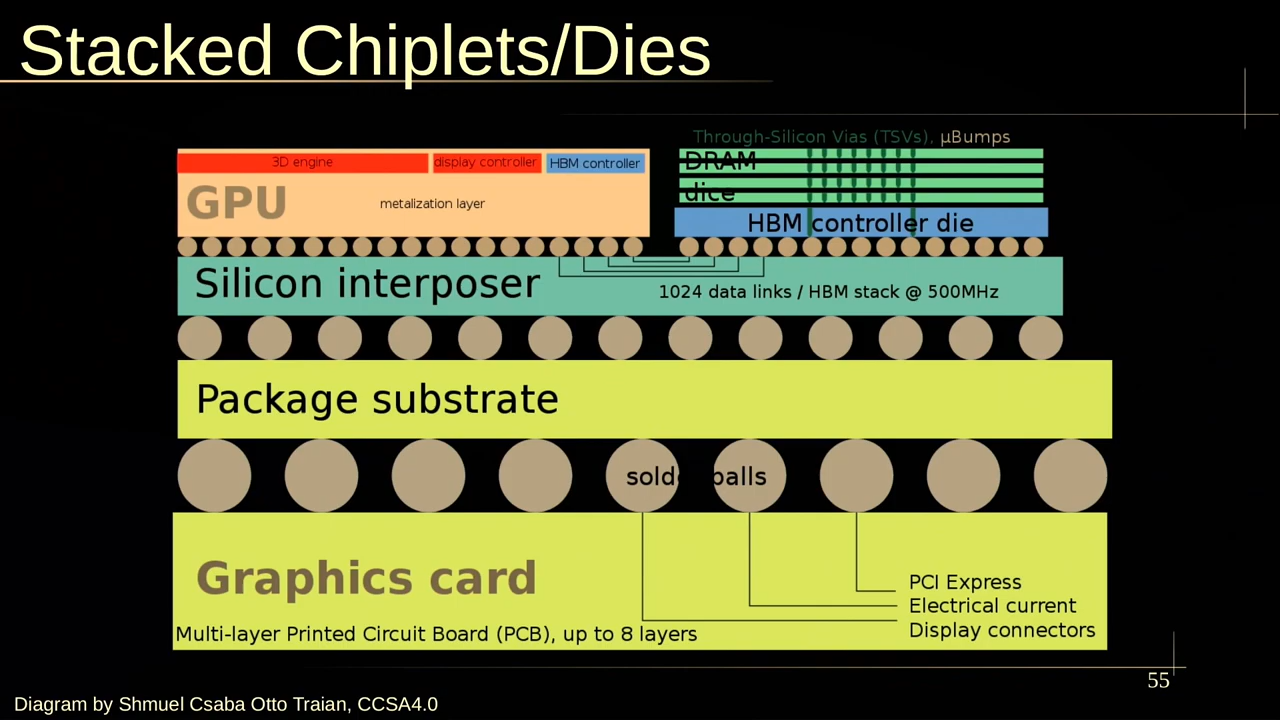 Stacked Chiplets/Dies
Through-Silicon Vias (TSVs), µBumps
3D engine
display controller
HBM controller
GPU
metalization layer
DRAM
dice
HBM controller die
Silicon interposer
1024 data links / HBM stack @ 500MHz
Package substrate
solder balls
Graphics card
PCI Express
Electrical current
Display connectors
Multi-layer Printed Circuit Board (PCB), up to 8 layers
55
Diagram by Shmuel Csaba Otto Traian, CCSA4.0